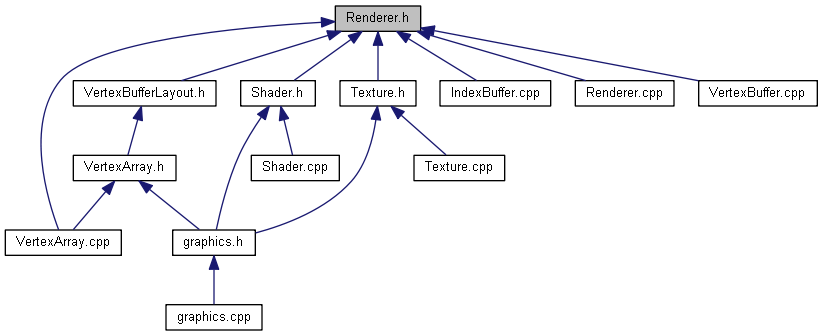 Renderer.h
VertexBufferLayout.h
Shader.h
Texture.h
IndexBuffer.cpp
Renderer.cpp
VertexBuffer.cpp
VertexArray.h
Shader.cpp
Texture.cpp
VertexArray.cpp
graphics.h
graphics.cpp